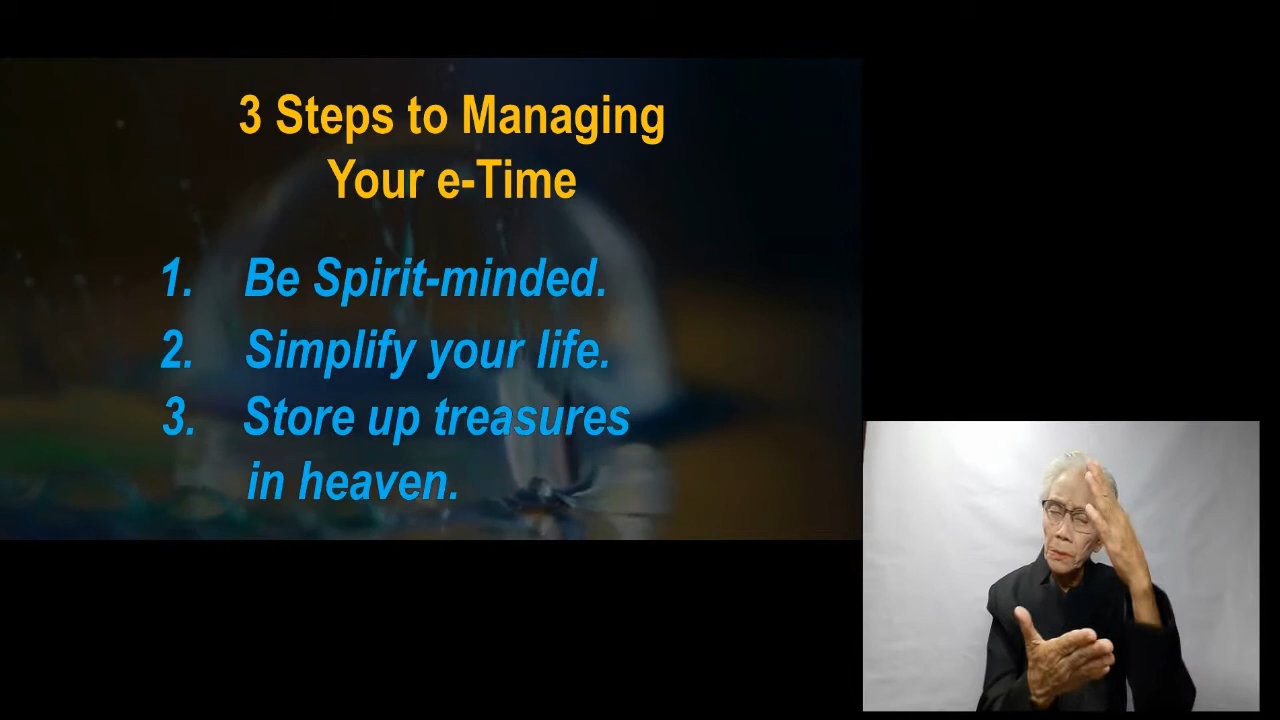 3 Steps to Managing
Your e-Time
1. Be Spirit-minded.
2. Simplify your life.
3. Store up treasures
in heaven.